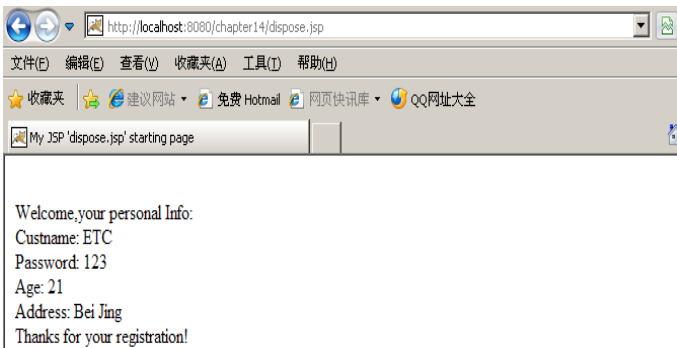 http://localhost:8080/chapter14/dispose.jsp
文件(F) 编辑(E) 查看(V) 收藏夹(A) 工具(T) 帮助(H)
收藏夹 建议网站 免费 Hotmail 网页快讯库 QQ网址大全
My JSP 'dispose.jsp' starting page
Welcome,your personal Info:
Custname: ETC
Password: 123
Age: 21
Address: Bei Jing
Thanks for your registration!